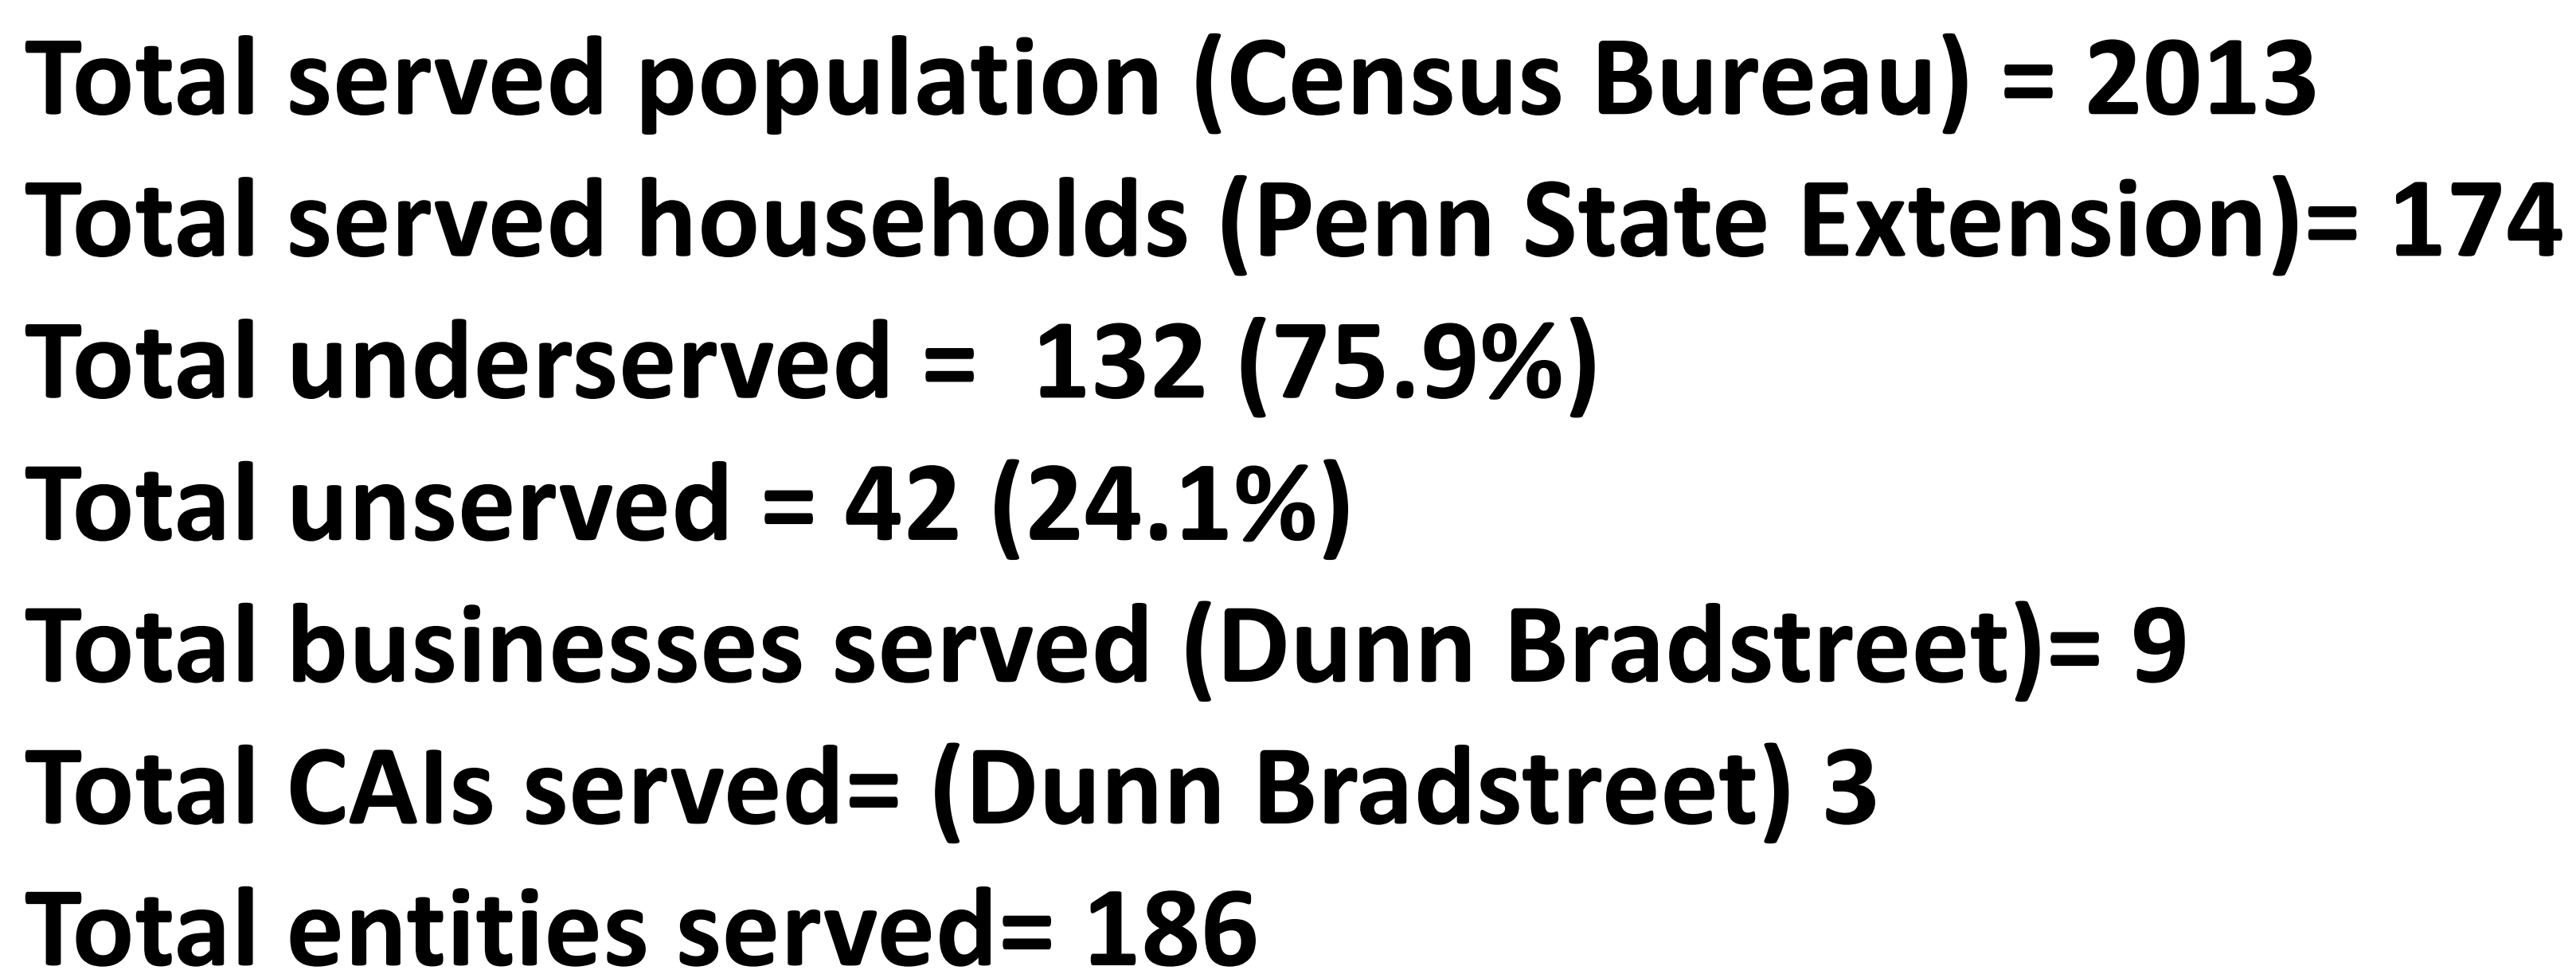 Total served population (Census Bureau) = 2013
Total served households (Penn State Extension)= 174
Total underserved =  132 (75.9%)
Total unserved = 42 (24.1%)
Total businesses served (Dunn Bradstreet)= 9
Total CAIs served= (Dunn Bradstreet) 3
Total entities served= 186